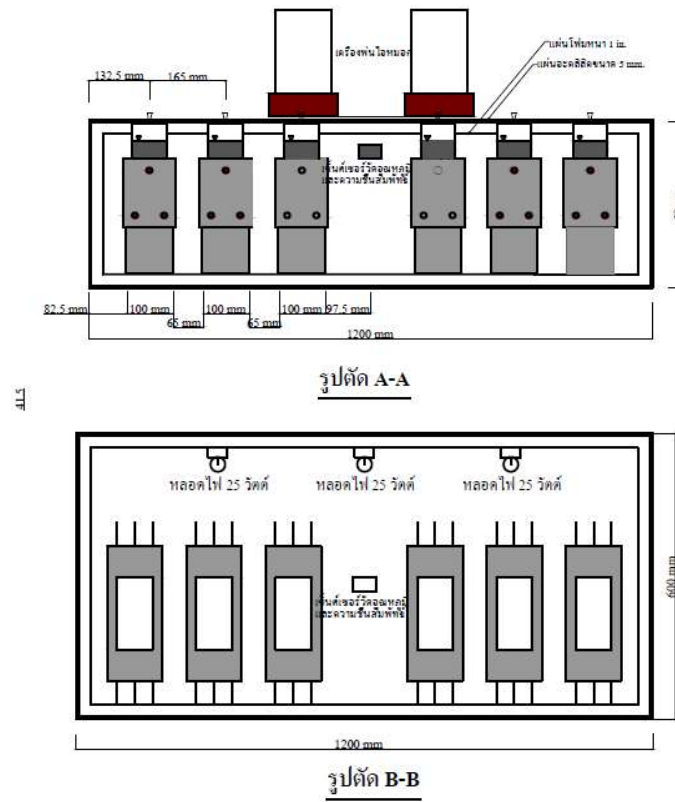 เครื่องพ่นไอหมอก
แผ่นโฟมหนา 1 in.
แผ่นอะคลิลิคขนาด 5 mm.
132.5 mm
165 mm
เซ็นต์เซอร์วัดอุณหภูมิ
และความชื้นสัมพัทธ์
82.5 mm
100 mm
100 mm
100 mm
97.5 mm
65 mm
65 mm
1200 mm
รูปตัด A-A
41.5
หลอดไฟ 25 วัตต์
หลอดไฟ 25 วัตต์
หลอดไฟ 25 วัตต์
เซ็นต์เซอร์วัดอุณหภูมิ
และความชื้นสัมพัทธ์
600 mm
1200 mm
รูปตัด B-B